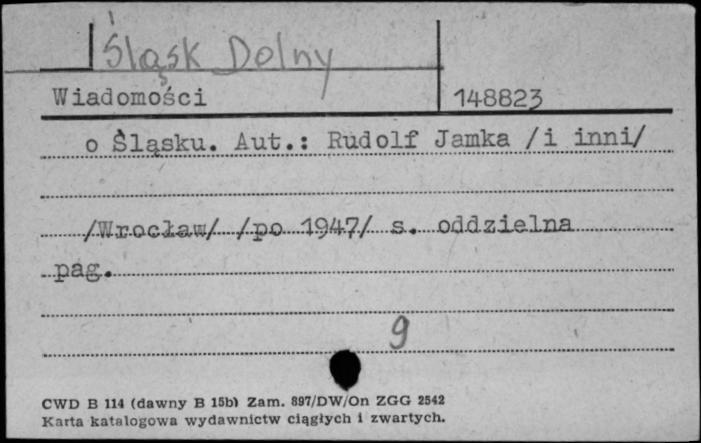 Śląsk Dolny
Wiadomości 148823
o Śląsku. Aut.: Rudolf Jamka /i inni/
/Wrocław/ /po 1947/ s. oddzielna
pag.
9
CWD B 114 (dawny B 15b) Zam. 897/DW/On ZGG 2542
Karta katalogowa wydawnictw ciągłych i zwartych.